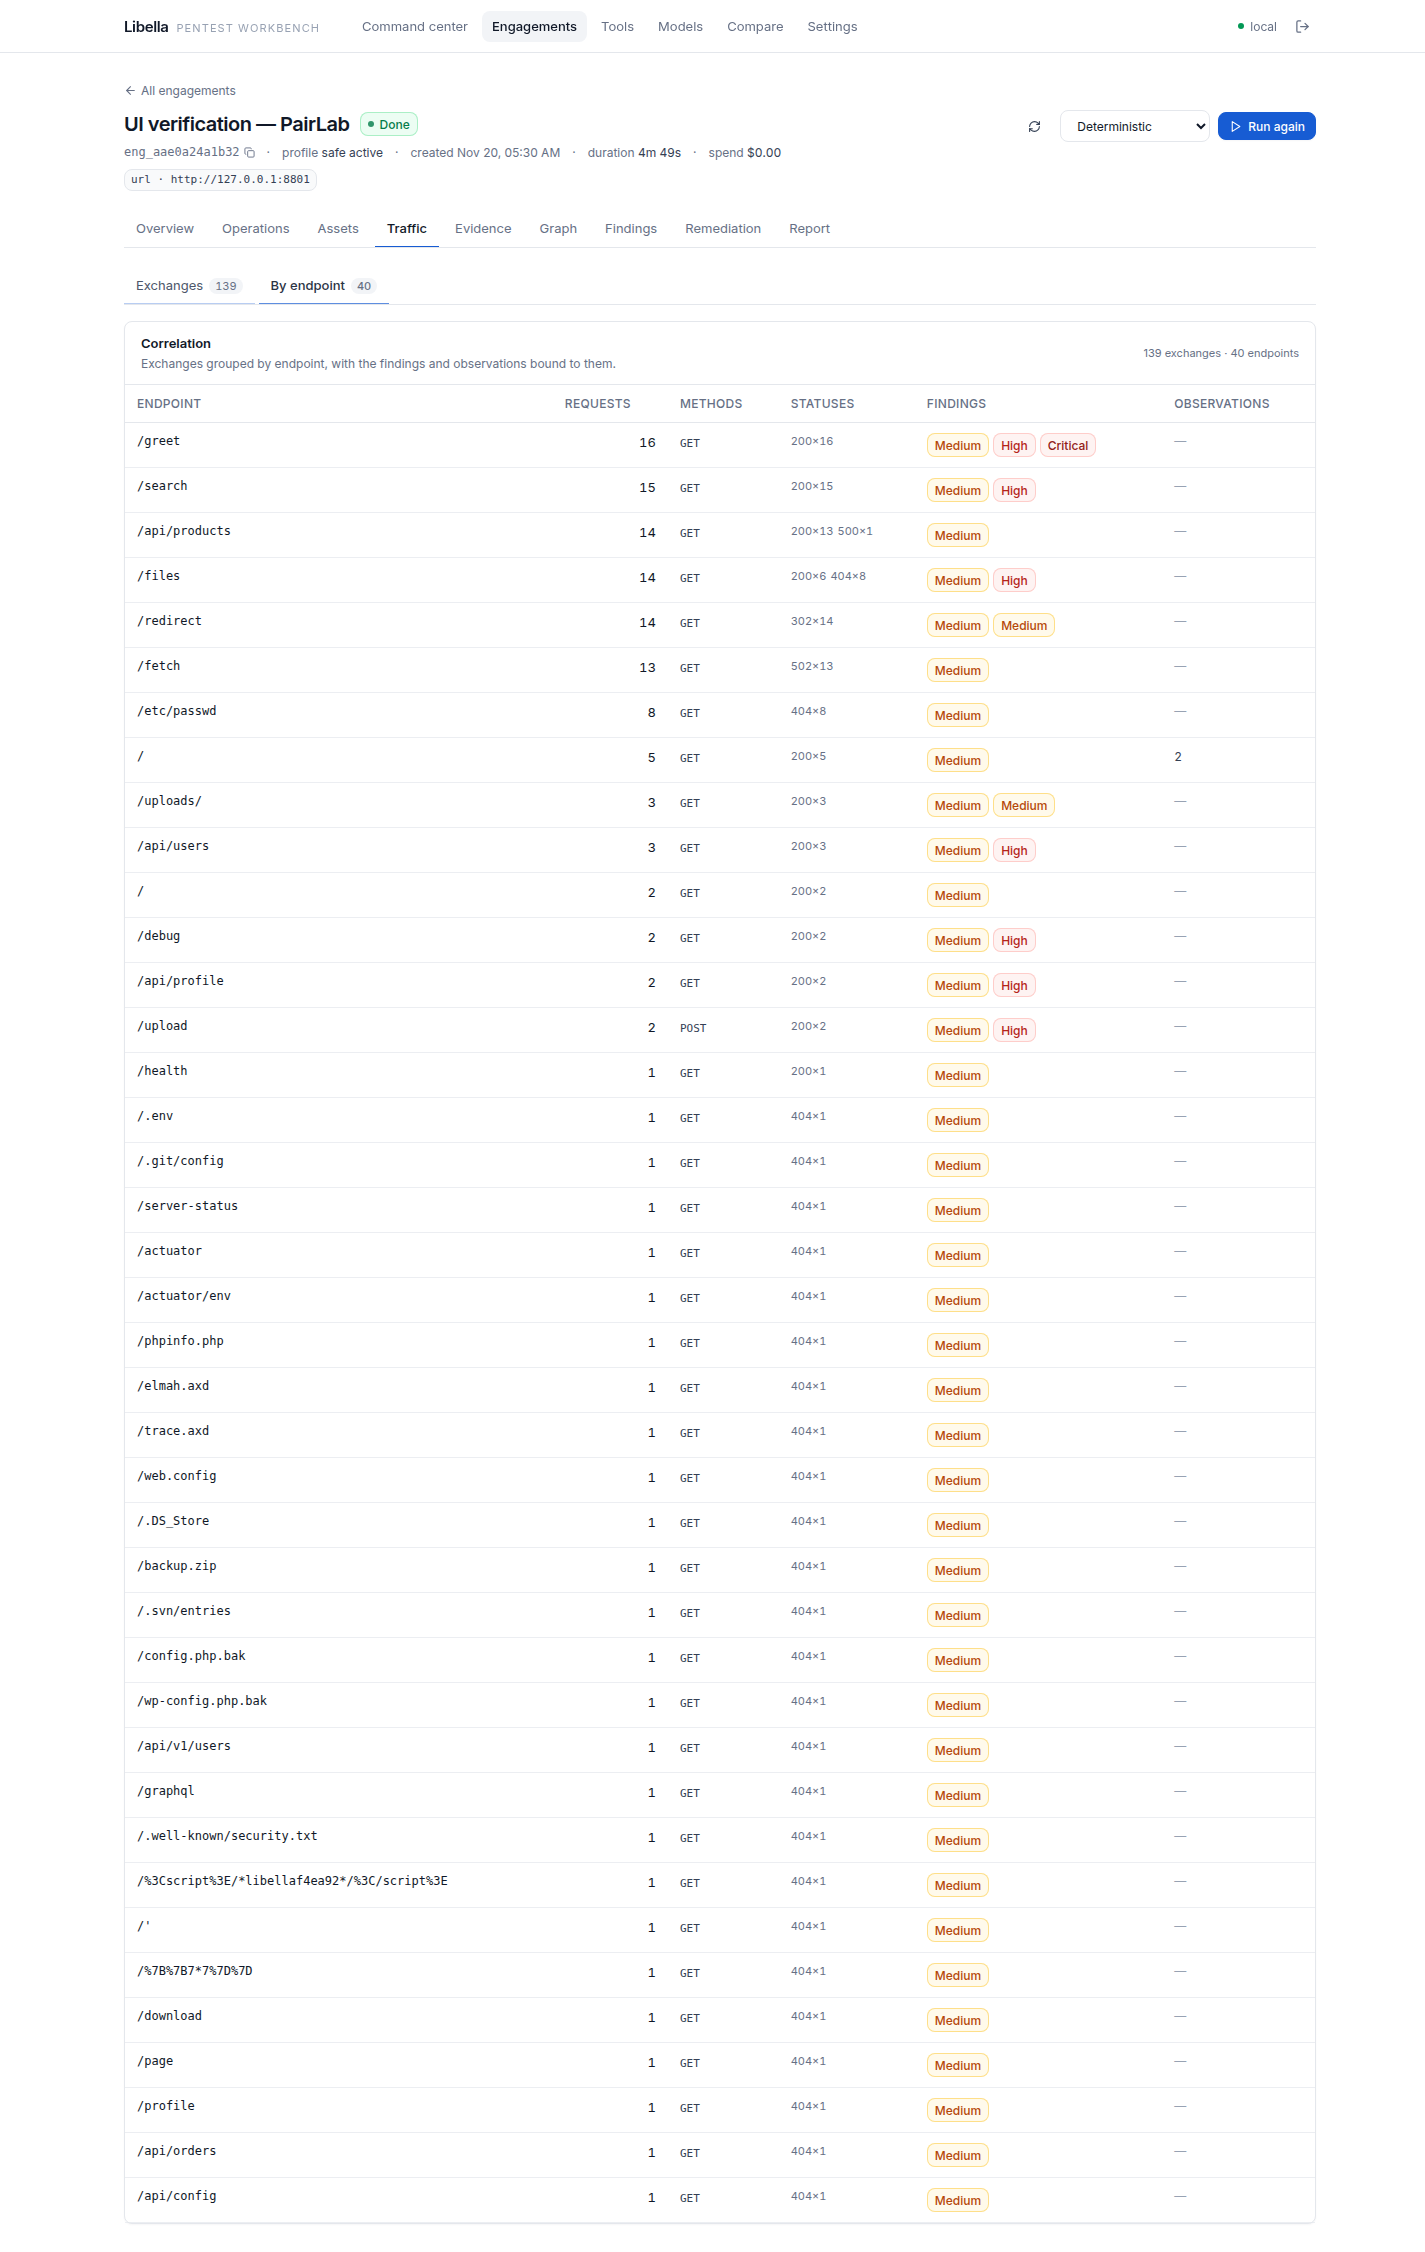 Libella PENTEST WORKBENCH Command center Engagements Tools Models Compare Settings local
All engagements
UI verification — PairLab Done Deterministic Run again
eng_aae0a24a1b32 · profile safe active · created Nov 20, 05:30 AM · duration 4m 49s · spend $0.00
url · http://127.0.0.1:8801
Overview Operations Assets Traffic Evidence Graph Findings Remediation Report
Exchanges 139 By endpoint 40
Correlation
Exchanges grouped by endpoint, with the findings and observations bound to them.
139 exchanges · 40 endpoints
ENDPOINT REQUESTS METHODS STATUSES FINDINGS OBSERVATIONS
/greet 16 GET 200×16 Medium High Critical —
/search 15 GET 200×15 Medium High —
/api/products 14 GET 200×13 500×1 Medium —
/files 14 GET 200×6 404×8 Medium High —
/redirect 14 GET 302×14 Medium Medium —
/fetch 13 GET 502×13 Medium —
/etc/passwd 8 GET 404×8 Medium —
/ 5 GET 200×5 Medium 2
/uploads/ 3 GET 200×3 Medium Medium —
/api/users 3 GET 200×3 Medium High —
/ 2 GET 200×2 Medium —
/debug 2 GET 200×2 Medium High —
/api/profile 2 GET 200×2 Medium High —
/upload 2 POST 200×2 Medium High —
/health 1 GET 200×1 Medium —
/.env 1 GET 404×1 Medium —
/.git/config 1 GET 404×1 Medium —
/server-status 1 GET 404×1 Medium —
/actuator 1 GET 404×1 Medium —
/actuator/env 1 GET 404×1 Medium —
/phpinfo.php 1 GET 404×1 Medium —
/elmah.axd 1 GET 404×1 Medium —
/trace.axd 1 GET 404×1 Medium —
/web.config 1 GET 404×1 Medium —
/.DS_Store 1 GET 404×1 Medium —
/backup.zip 1 GET 404×1 Medium —
/.svn/entries 1 GET 404×1 Medium —
/config.php.bak 1 GET 404×1 Medium —
/wp-config.php.bak 1 GET 404×1 Medium —
/api/v1/users 1 GET 404×1 Medium —
/graphql 1 GET 404×1 Medium —
/.well-known/security.txt 1 GET 404×1 Medium —
/%3Cscript%3E/*libellaf4ea92*/%3C/script%3E 1 GET 404×1 Medium —
/' 1 GET 404×1 Medium —
/%7B%7B7*7%7D%7D 1 GET 404×1 Medium —
/download 1 GET 404×1 Medium —
/page 1 GET 404×1 Medium —
/profile 1 GET 404×1 Medium —
/api/orders 1 GET 404×1 Medium —
/api/config 1 GET 404×1 Medium —